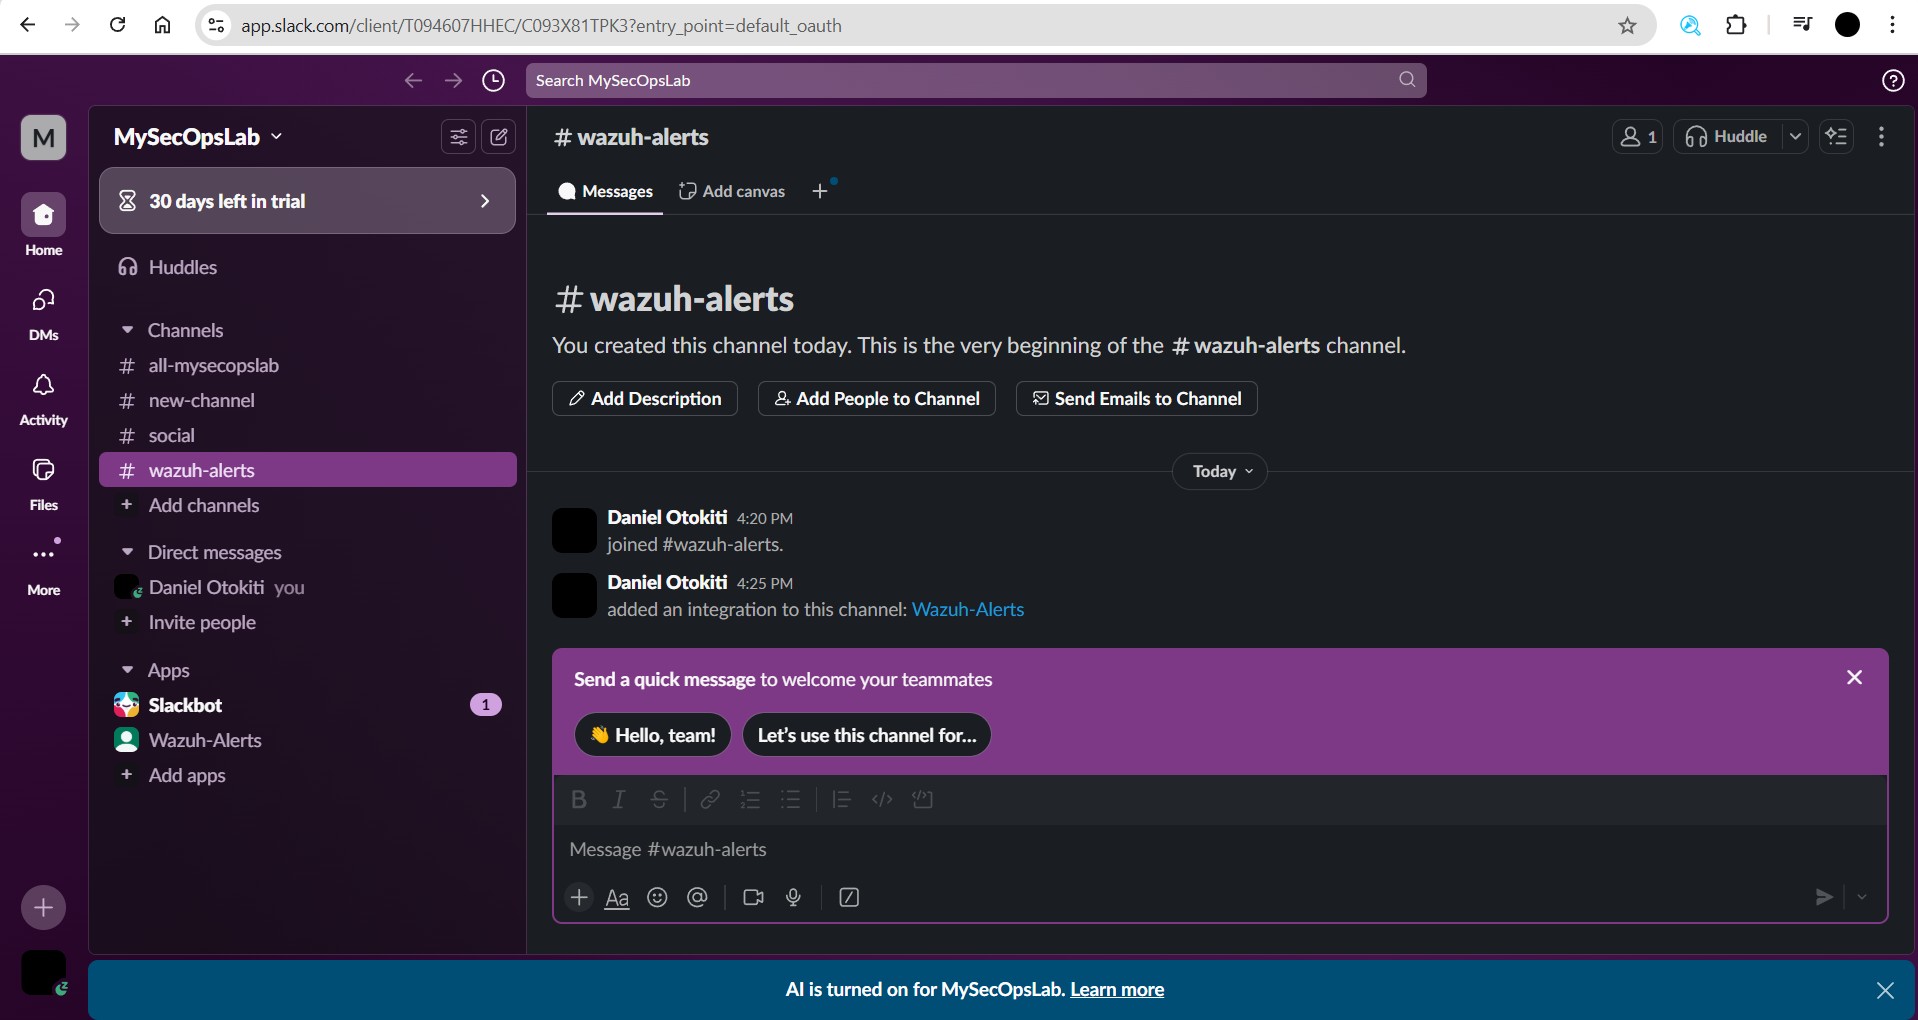 app.slack.com/client/T094607HHEC/C093X81TPK3?entry_point=default_oauth
Search MySecOpsLab
M
MySecOpsLab
30 days left in trial
Home
DMs
Activity
Files
More
Huddles
Channels
# all-mysecopslab
# new-channel
# social
# wazuh-alerts
+ Add channels
Direct messages
Daniel Otokiti you
+ Invite people
Apps
Slackbot 1
Wazuh-Alerts
+ Add apps
# wazuh-alerts
1
Huddle
Messages
Add canvas
# wazuh-alerts
You created this channel today. This is the very beginning of the # wazuh-alerts channel.
Add Description
Add People to Channel
Send Emails to Channel
Today
Daniel Otokiti 4:20 PM
joined #wazuh-alerts.
Daniel Otokiti 4:25 PM
added an integration to this channel: Wazuh-Alerts
Send a quick message to welcome your teammates
👋 Hello, team!
Let's use this channel for...
Message #wazuh-alerts
Aa
AI is turned on for MySecOpsLab. Learn more